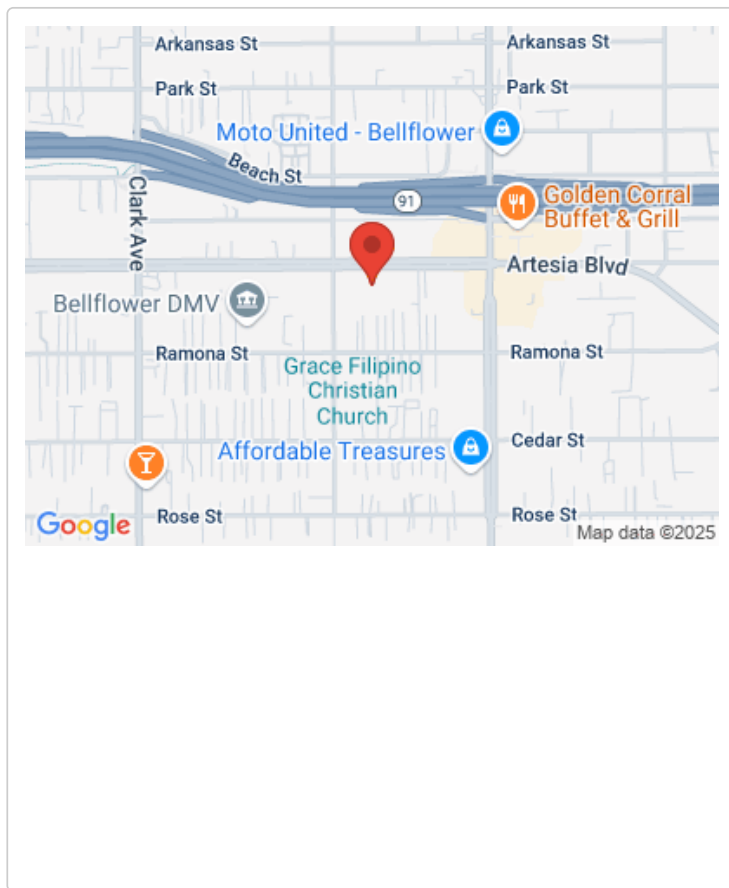 Arkansas St
Arkansas St
Park St
Park St
Moto United - Bellflower
Beach St
Clark Ave
91
Golden Corral
Buffet & Grill
Artesia Blvd
Bellflower DMV
Ramona St
Ramona St
Grace Filipino
Christian
Church
Cedar St
Affordable Treasures
Rose St
Rose St
Google
Map data ©2025